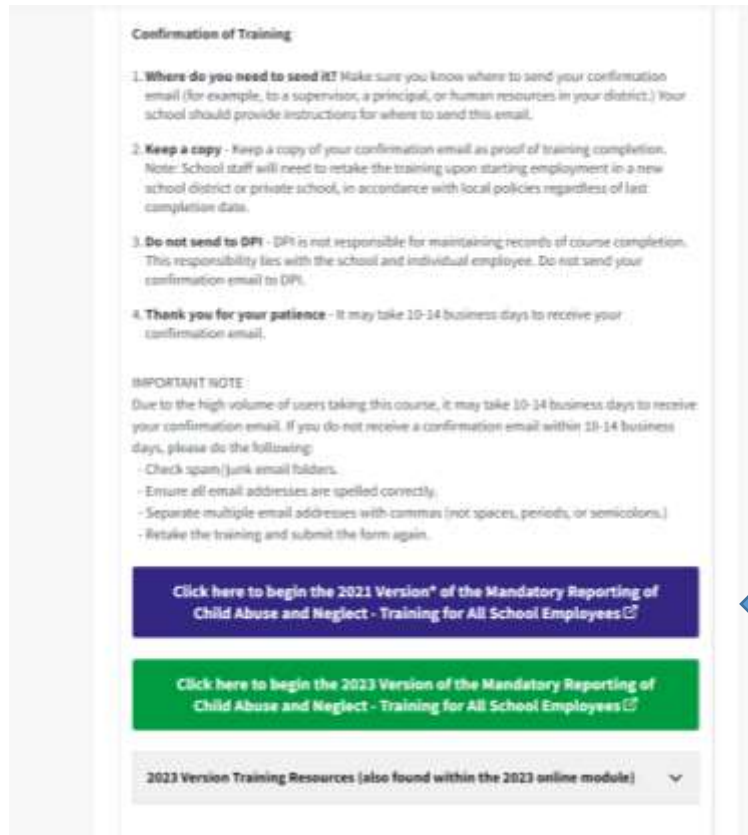 Confirmation of Training
1. Where do you need to send it? Make sure you know where to send your confirmation
email (for example, to a supervisor, a principal, or human resources in your district.) Your
school should provide instructions for where to send this email.
2. Keep a copy - Keep a copy of your confirmation email as proof of training completion.
Note: School staff will need to retake the training upon starting employment in a new
school district or private school, in accordance with local policies regardless of last
completion date.
3. Do not send to DPI - DPI is not responsible for maintaining records of course completion.
This responsibility lies with the school and individual employee. Do not send your
confirmation email to DPI.
4. Thank you for your patience - It may take 10-14 business days to receive your
confirmation email.
IMPORTANT NOTE
Due to the high volume of users taking this course, it may take 10-14 business days to receive
your confirmation email. If you do not receive a confirmation email within 10-14 business
days, please do the following:
- Check spam/junk email folders.
- Ensure all email addresses are spelled correctly.
- Separate multiple email addresses with commas (not spaces, periods, or semicolons.)
- Retake the training and submit the form again.
Click here to begin the 2021 Version* of the Mandatory Reporting of
Child Abuse and Neglect - Training for All School Employees
Click here to begin the 2023 Version of the Mandatory Reporting of
Child Abuse and Neglect - Training for All School Employees
2023 Version Training Resources (also found within the 2023 online module)